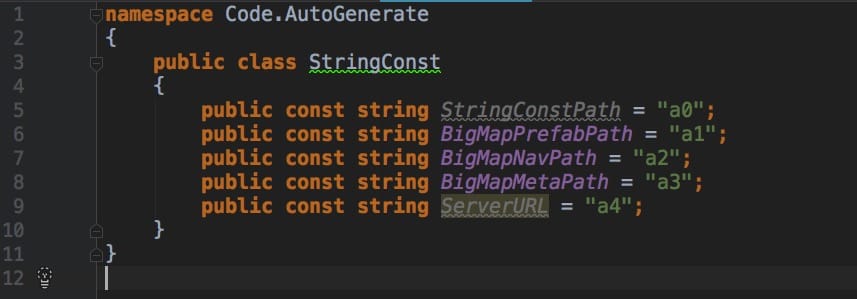 1 namespace Code.AutoGenerate
2 {
3     public class StringConst
4     {
5         public const string StringConstPath = "a0";
6         public const string BigMapPrefabPath = "a1";
7         public const string BigMapNavPath = "a2";
8         public const string BigMapMetaPath = "a3";
9         public const string ServerURL = "a4";
10     }
11 }
12